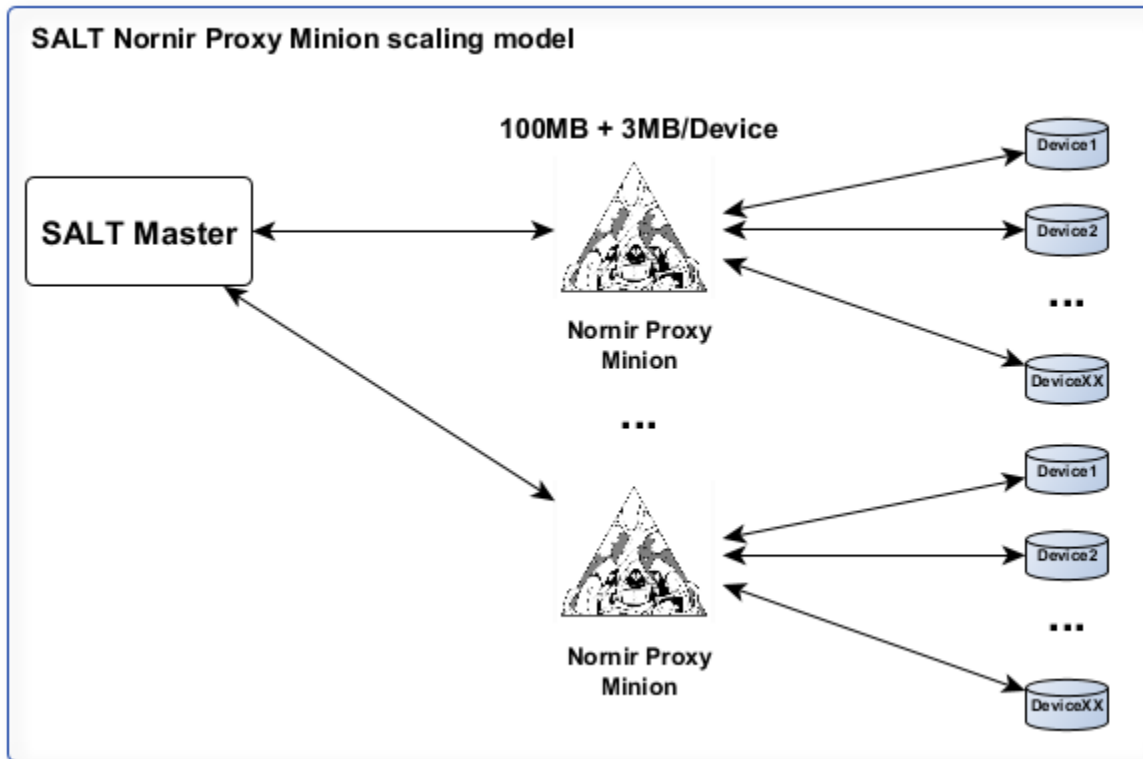 SALT Nornir Proxy Minion scaling model
100MB + 3MB/Device
SALT Master
Nornir Proxy
Minion
Device1
Device2
...
DeviceXX
...
Nornir Proxy
Minion
Device1
Device2
...
DeviceXX